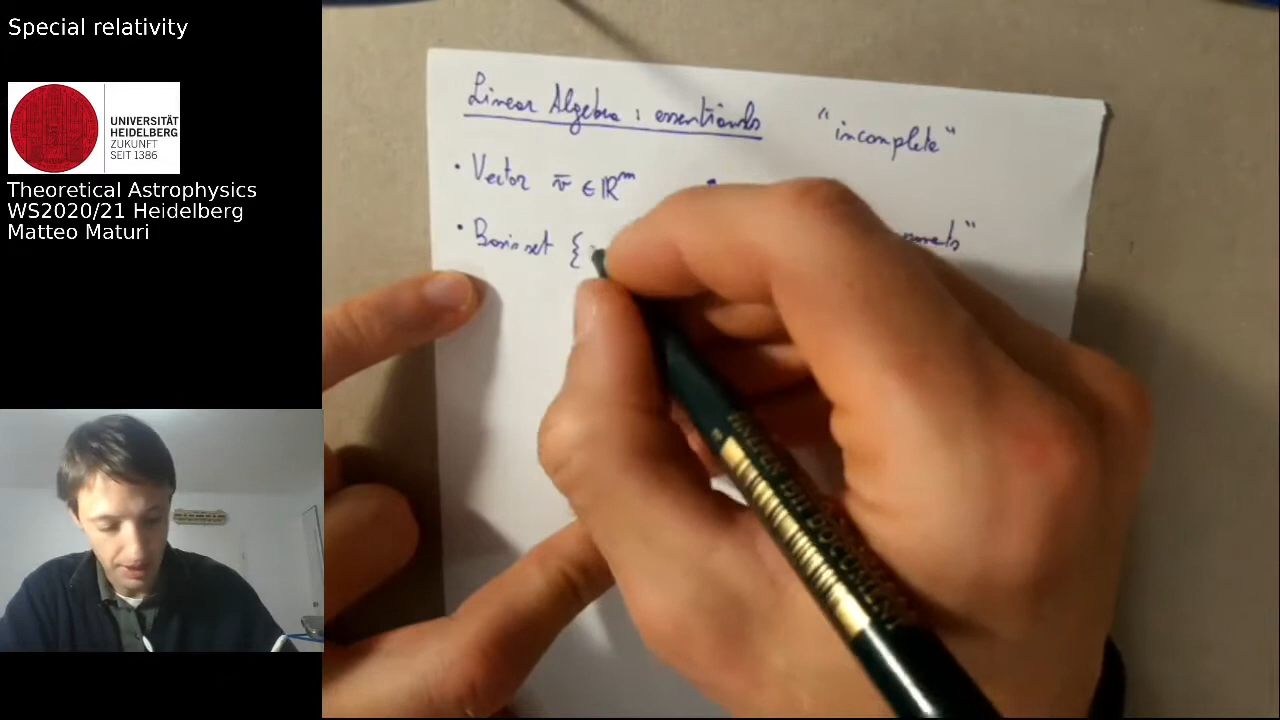 Special relativity
UNIVERSITÄT
HEIDELBERG
ZUKUNFT
SEIT 1386
Theoretical Astrophysics
WS2020/21 Heidelberg
Matteo Maturi
Linear Algebra : essentials "incomplete"
• Vector v̄ ∈ ℝᵐ
• Basis set {